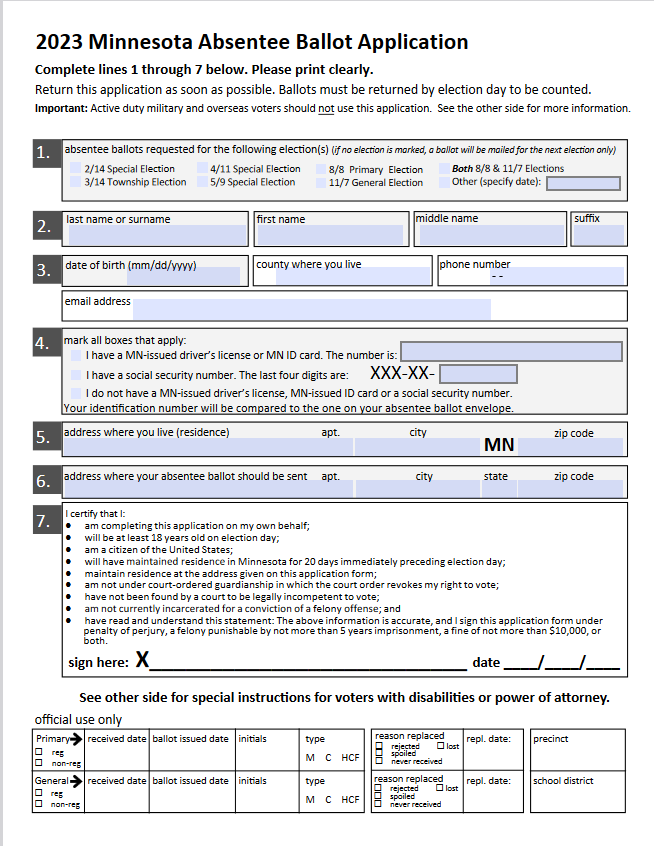 2023 Minnesota Absentee Ballot Application
Complete lines 1 through 7 below. Please print clearly.
Return this application as soon as possible. Ballots must be returned by election day to be counted.
Important: Active duty military and overseas voters should not use this application. See the other side for more information.
1. absentee ballots requested for the following election(s) (if no election is marked, a ballot will be mailed for the next election only)
2/14 Special Election 4/11 Special Election 8/8 Primary Election Both 8/8 & 11/7 Elections
3/14 Township Election 5/9 Special Election 11/7 General Election Other (specify date):
2. last name or surname first name middle name suffix
3. date of birth (mm/dd/yyyy) county where you live phone number
- -
email address
4. mark all boxes that apply:
I have a MN-issued driver's license or MN ID card. The number is:
I have a social security number. The last four digits are: XXX-XX-
I do not have a MN-issued driver's license, MN-issued ID card or a social security number.
Your identification number will be compared to the one on your absentee ballot envelope.
5. address where you live (residence) apt. city MN zip code
6. address where your absentee ballot should be sent apt. city state zip code
7. I certify that I:
• am completing this application on my own behalf;
• will be at least 18 years old on election day;
• am a citizen of the United States;
• will have maintained residence in Minnesota for 20 days immediately preceding election day;
• maintain residence at the address given on this application form;
• am not under court-ordered guardianship in which the court order revokes my right to vote;
• have not been found by a court to be legally incompetent to vote;
• am not currently incarcerated for a conviction of a felony offense; and
• have read and understand this statement: The above information is accurate, and I sign this application form under
penalty of perjury, a felony punishable by not more than 5 years imprisonment, a fine of not more than $10,000, or
both.
sign here: X______________________________ date ____/____/____
See other side for special instructions for voters with disabilities or power of attorney.
official use only
Primary➔ received date ballot issued date initials type reason replaced repl. date: precinct
reg rejected lost
non-reg M C HCF spoiled
never received
General➔ received date ballot issued date initials type reason replaced repl. date: school district
reg rejected lost
non-reg M C HCF spoiled
never received